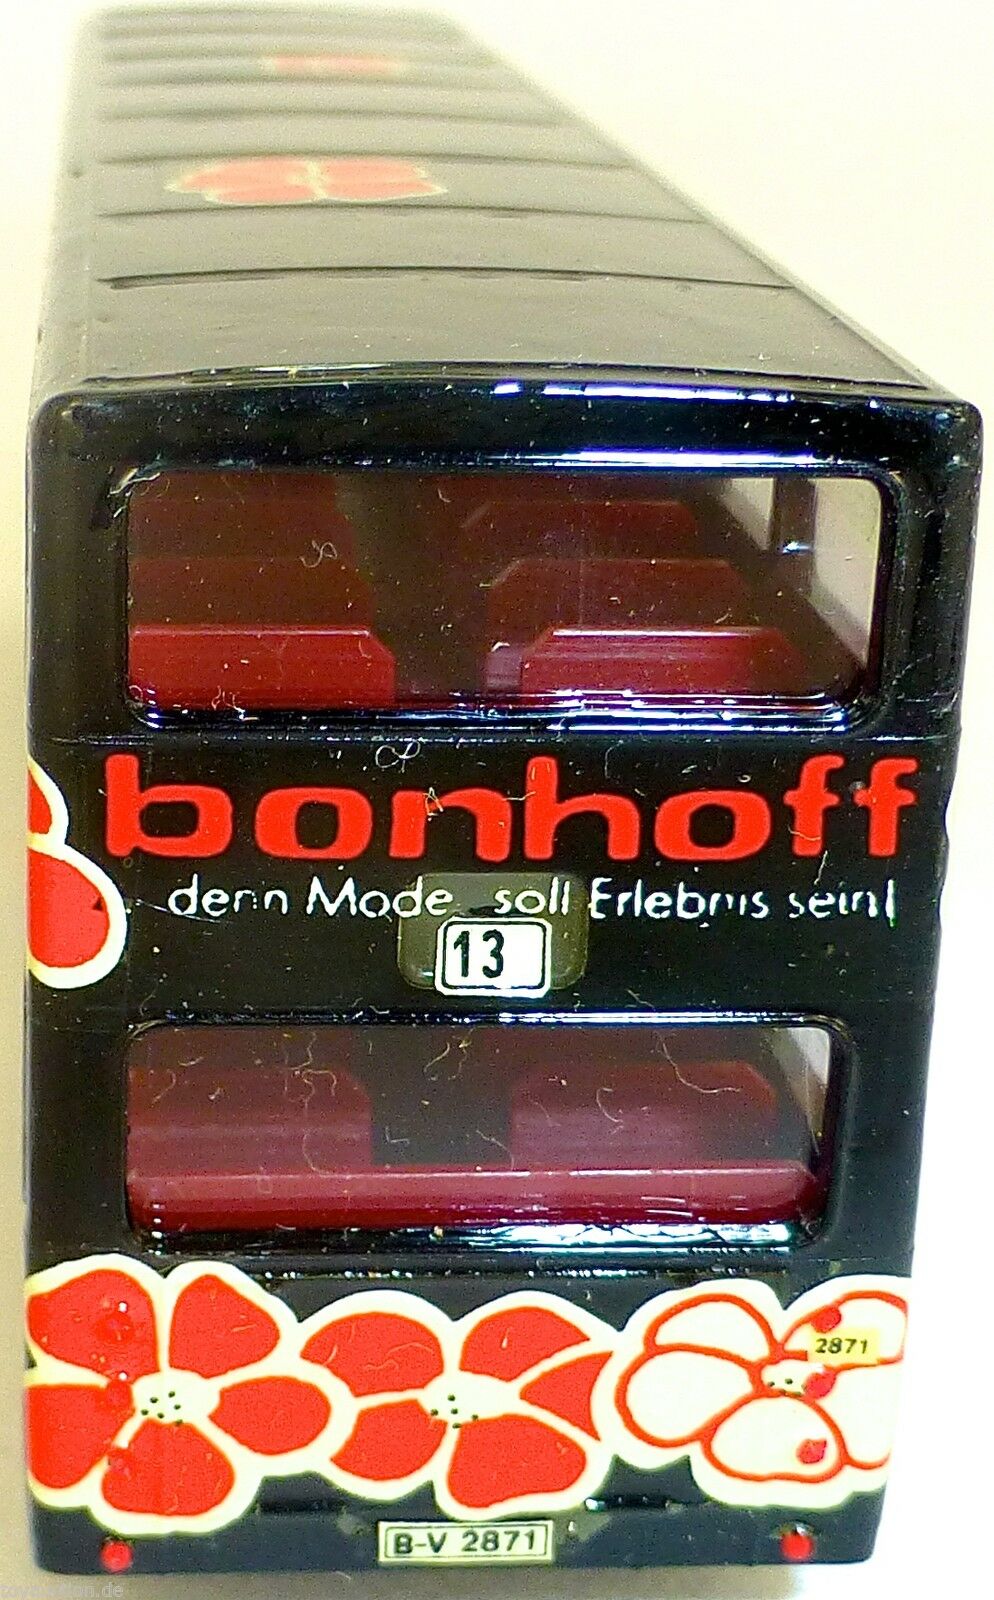 bonhoff
denn Mode soll Erlebnis sein!
13
2871
B-V 2871